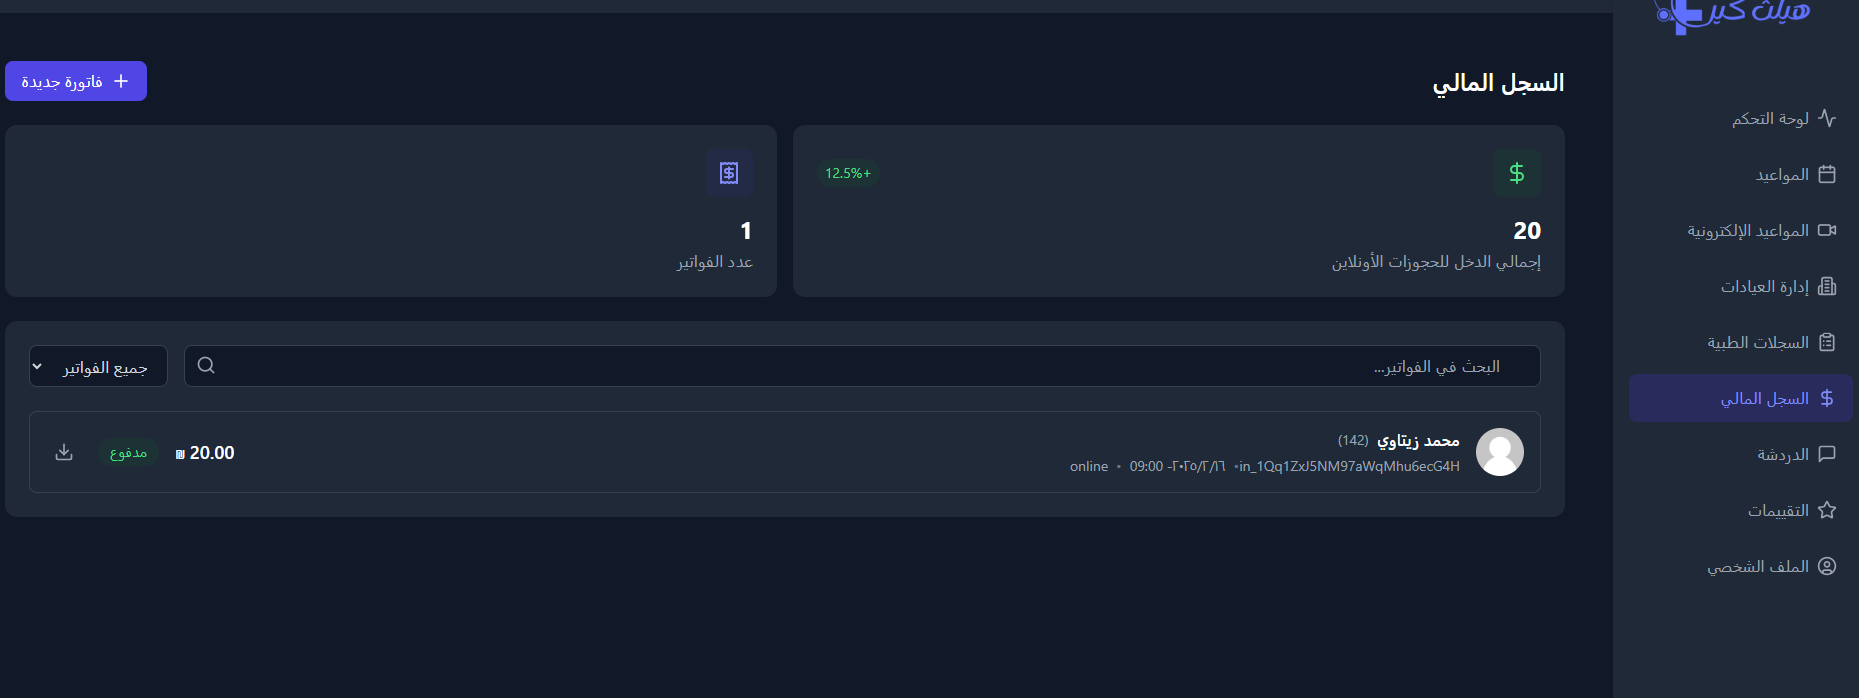 هيلث كير
لوحة التحكم
المواعيد
المواعيد الإلكترونية
إدارة العيادات
السجلات الطبية
السجل المالي
الدردشة
التقييمات
الملف الشخصي
السجل المالي
فاتورة جديدة
+12.5%
20
إجمالي الدخل للحجوزات الأونلاين
1
عدد الفواتير
البحث في الفواتير...
جميع الفواتير
محمد زيتاوي (142)
in_1Qq1ZxJ5NM97aWqMhu6ecG4H• ٢٠٢٥/٢/١٦- 09:00 • online
20.00 ₪
مدفوع